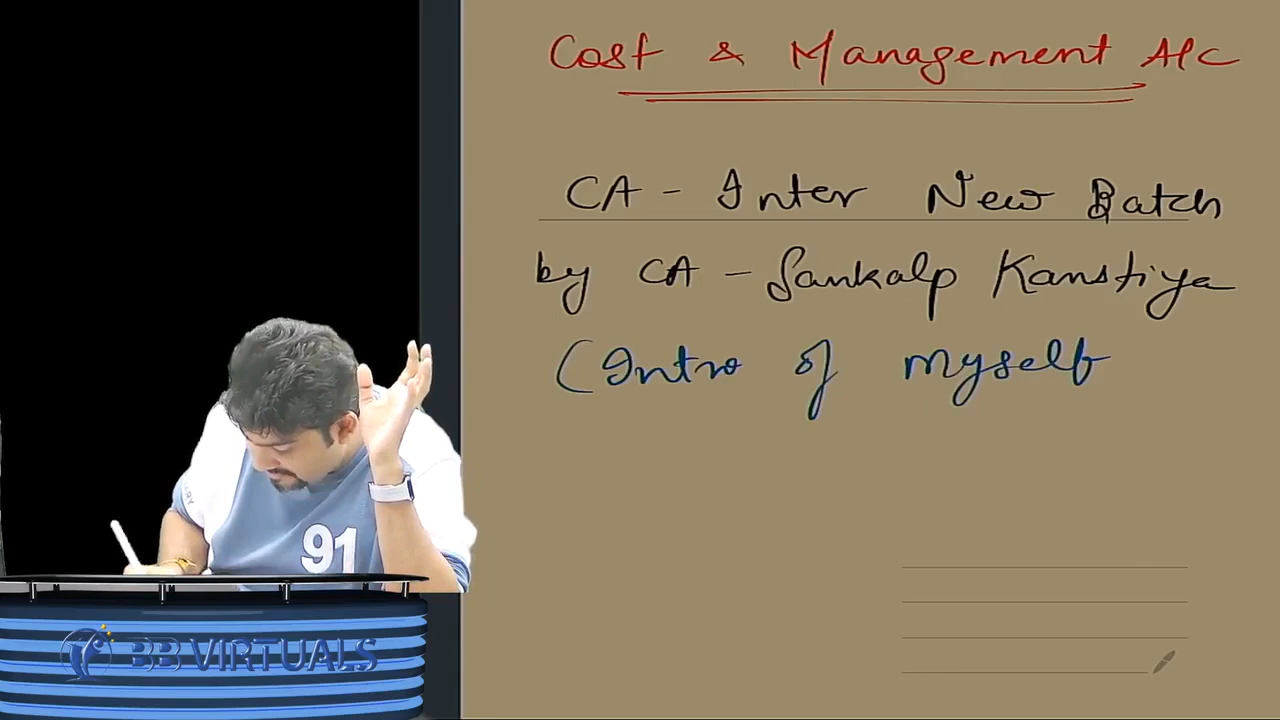 Cost & Management A/c
CA - Inter New Batch
by CA - Sankalp Kanstiya
(Intro of myself
91
BB VIRTUALS